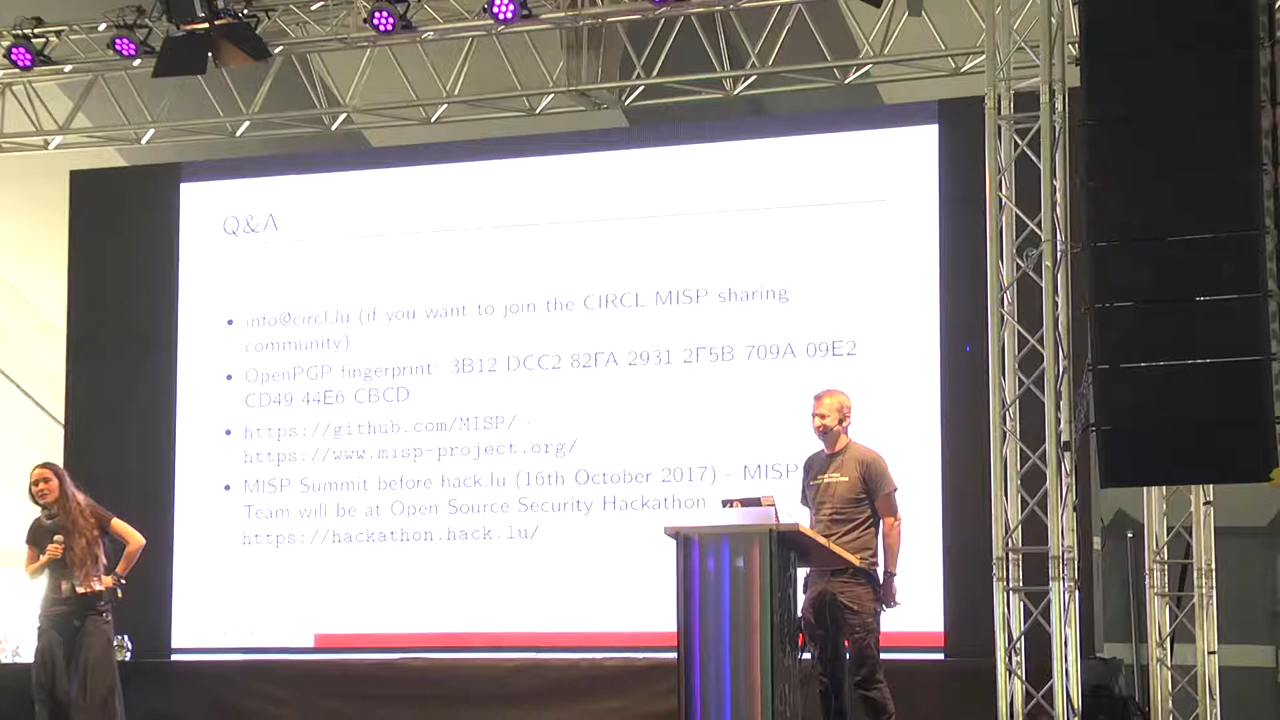 Q&A
info@circl.lu (if you want to join the CIRCL MISP sharing
community)
OpenPGP fingerprint: 3B12 DCC2 82FA 2931 2F5B 709A 09E2
CD49 44E6 CBCD
https://github.com/MISP/ -
https://www.misp-project.org/
MISP Summit before hack.lu (16th October 2017) - MISP
Team will be at Open Source Security Hackathon
https://hackathon.hack.lu/